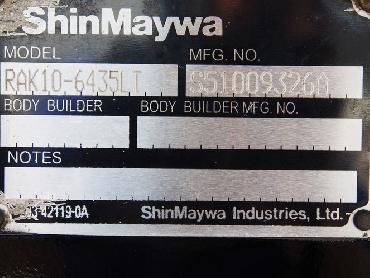 ShinMaywa
MODEL MFG. NO.
RAK10-6435LT S51009326A
BODY BUILDER BODY BUILDER MFG NO.
NOTES
03-42119-0A ShinMaywa Industries, Ltd.